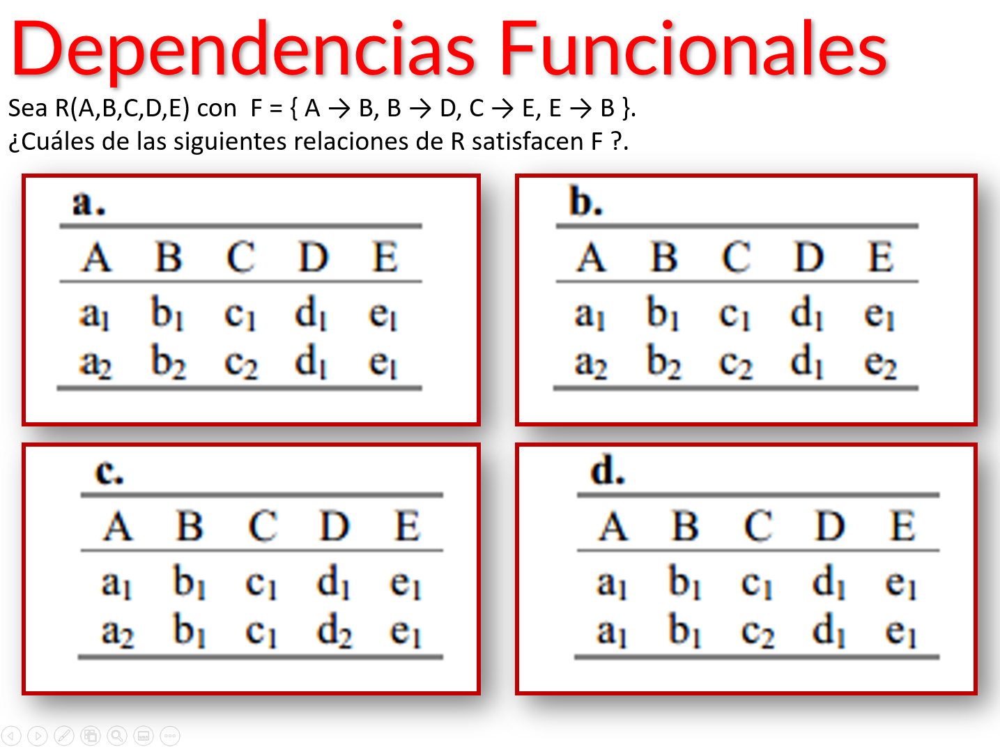 Dependencias Funcionales
Sea R(A,B,C,D,E) con F = { A → B, B → D, C → E, E → B }.
¿Cuáles de las siguientes relaciones de R satisfacen F ?.
a.
A B C D E
a₁ b₁ c₁ d₁ e₁
a₂ b₂ c₂ d₁ e₁
b.
A B C D E
a₁ b₁ c₁ d₁ e₁
a₂ b₂ c₂ d₁ e₂
c.
A B C D E
a₁ b₁ c₁ d₁ e₁
a₂ b₁ c₁ d₂ e₁
d.
A B C D E
a₁ b₁ c₁ d₁ e₁
a₁ b₁ c₂ d₁ e₁